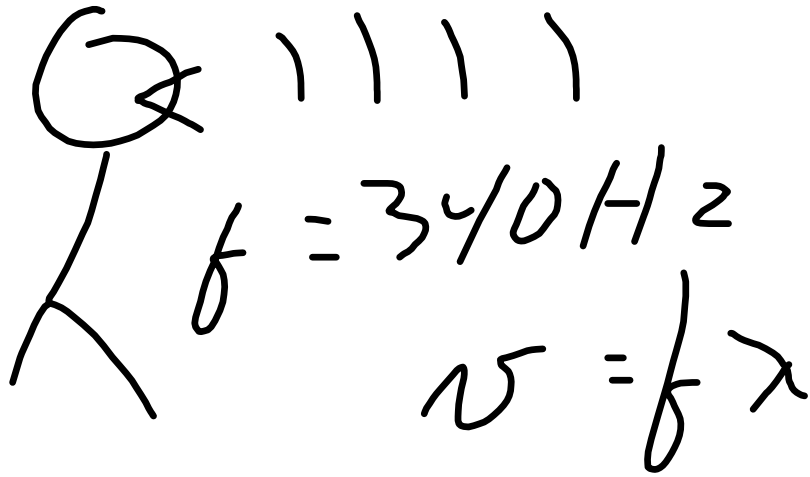 f = 340Hz
v = fλ